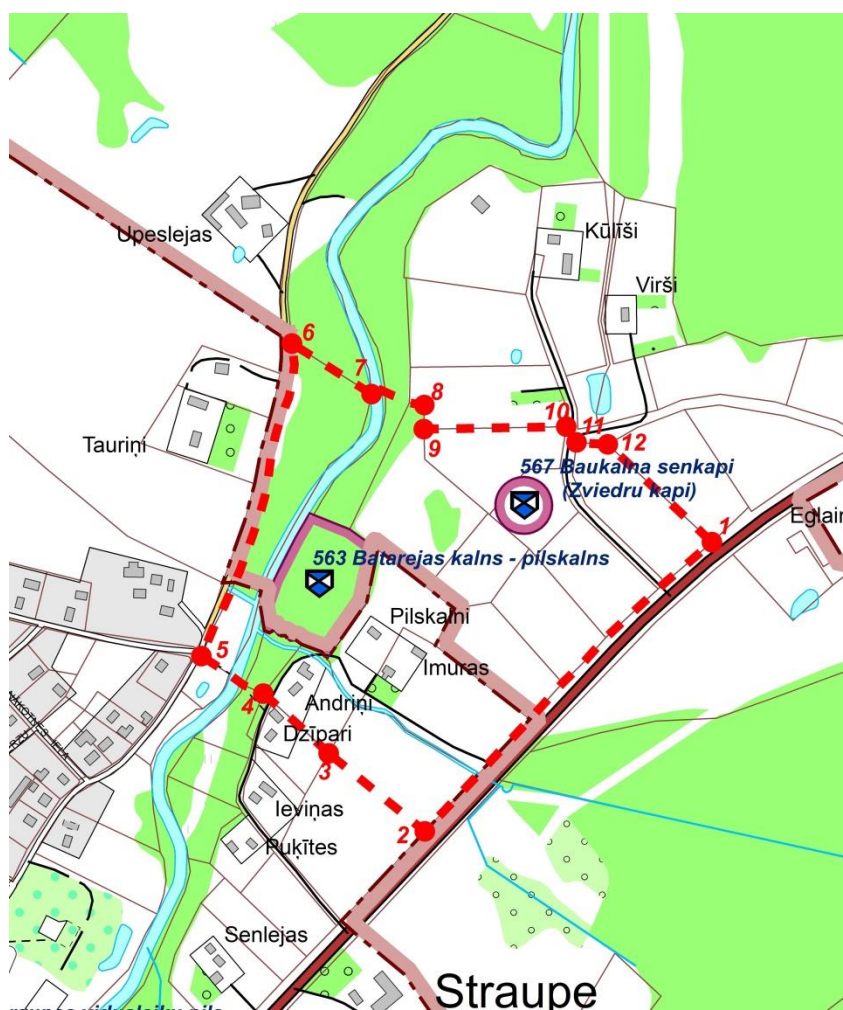 Upeslejas
Kūlīši
Virši
6
7
8
Tauriņi
9
10
11
12
567 Baukalna senkapi
(Zviedru kapi)
1
563 Batarejas kalns - pilskalns
Pilskalni
5
Imuras
4
Andriņi
Dzīpari
3
Ieviņas
2
Puķītes
Senlejas
Straupe